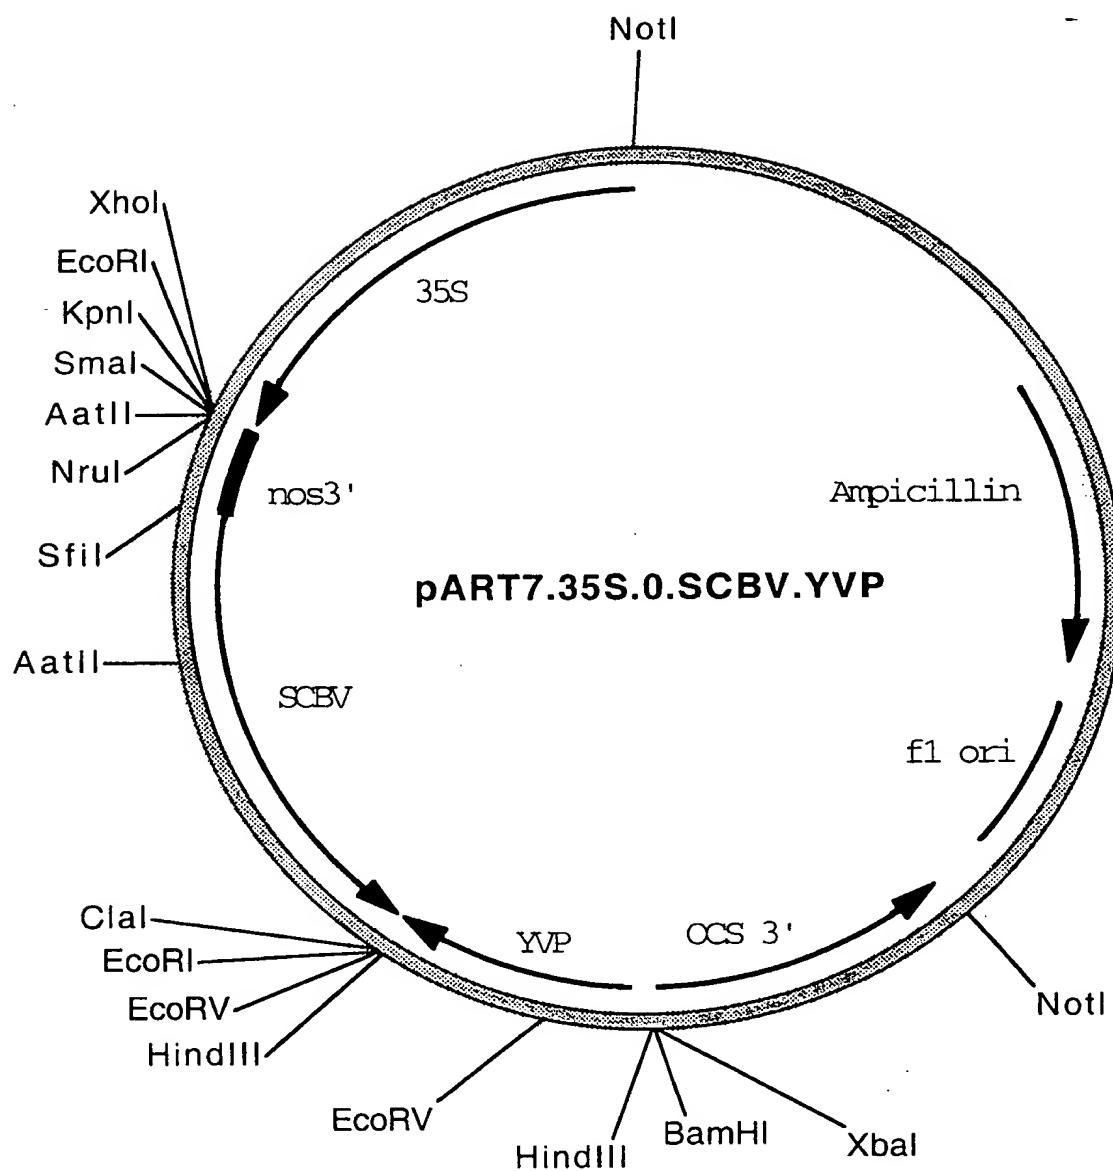 NotI
XhoI
EcoRI
KpnI
SmaI
AatII
NruI
SfiI
AatII
35S
nos3'
Ampicillin
pART7.35S.0.SCBV.YVP
SCBV
f1 ori
ClaI
EcoRI
EcoRV
HindIII
YVP
OCS 3'
NotI
EcoRV
HindIII
BamHI
XbaI